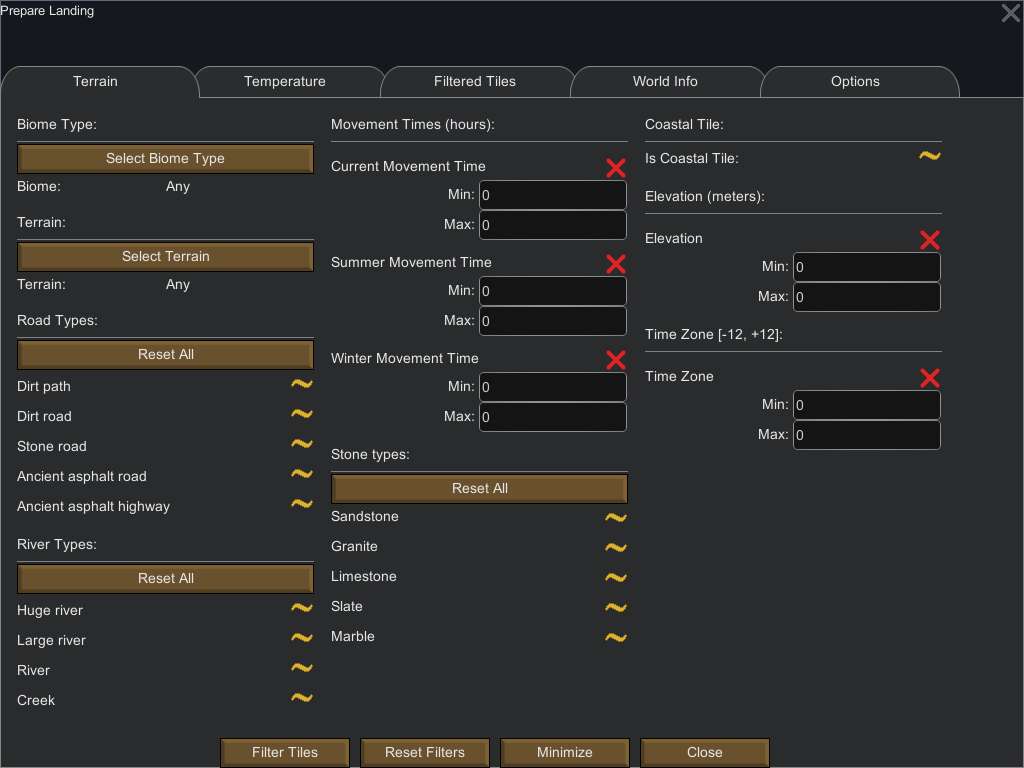 Prepare Landing
Terrain
Temperature
Filtered Tiles
World Info
Options
Biome Type:
Select Biome Type
Biome: Any
Terrain:
Select Terrain
Terrain: Any
Road Types:
Reset All
Dirt path
Dirt road
Stone road
Ancient asphalt road
Ancient asphalt highway
River Types:
Reset All
Huge river
Large river
River
Creek
Movement Times (hours):
Current Movement Time
Min: 0
Max: 0
Summer Movement Time
Min: 0
Max: 0
Winter Movement Time
Min: 0
Max: 0
Stone types:
Reset All
Sandstone
Granite
Limestone
Slate
Marble
Coastal Tile:
Is Coastal Tile:
Elevation (meters):
Elevation
Min: 0
Max: 0
Time Zone [-12, +12]:
Time Zone
Min: 0
Max: 0
Filter Tiles
Reset Filters
Minimize
Close